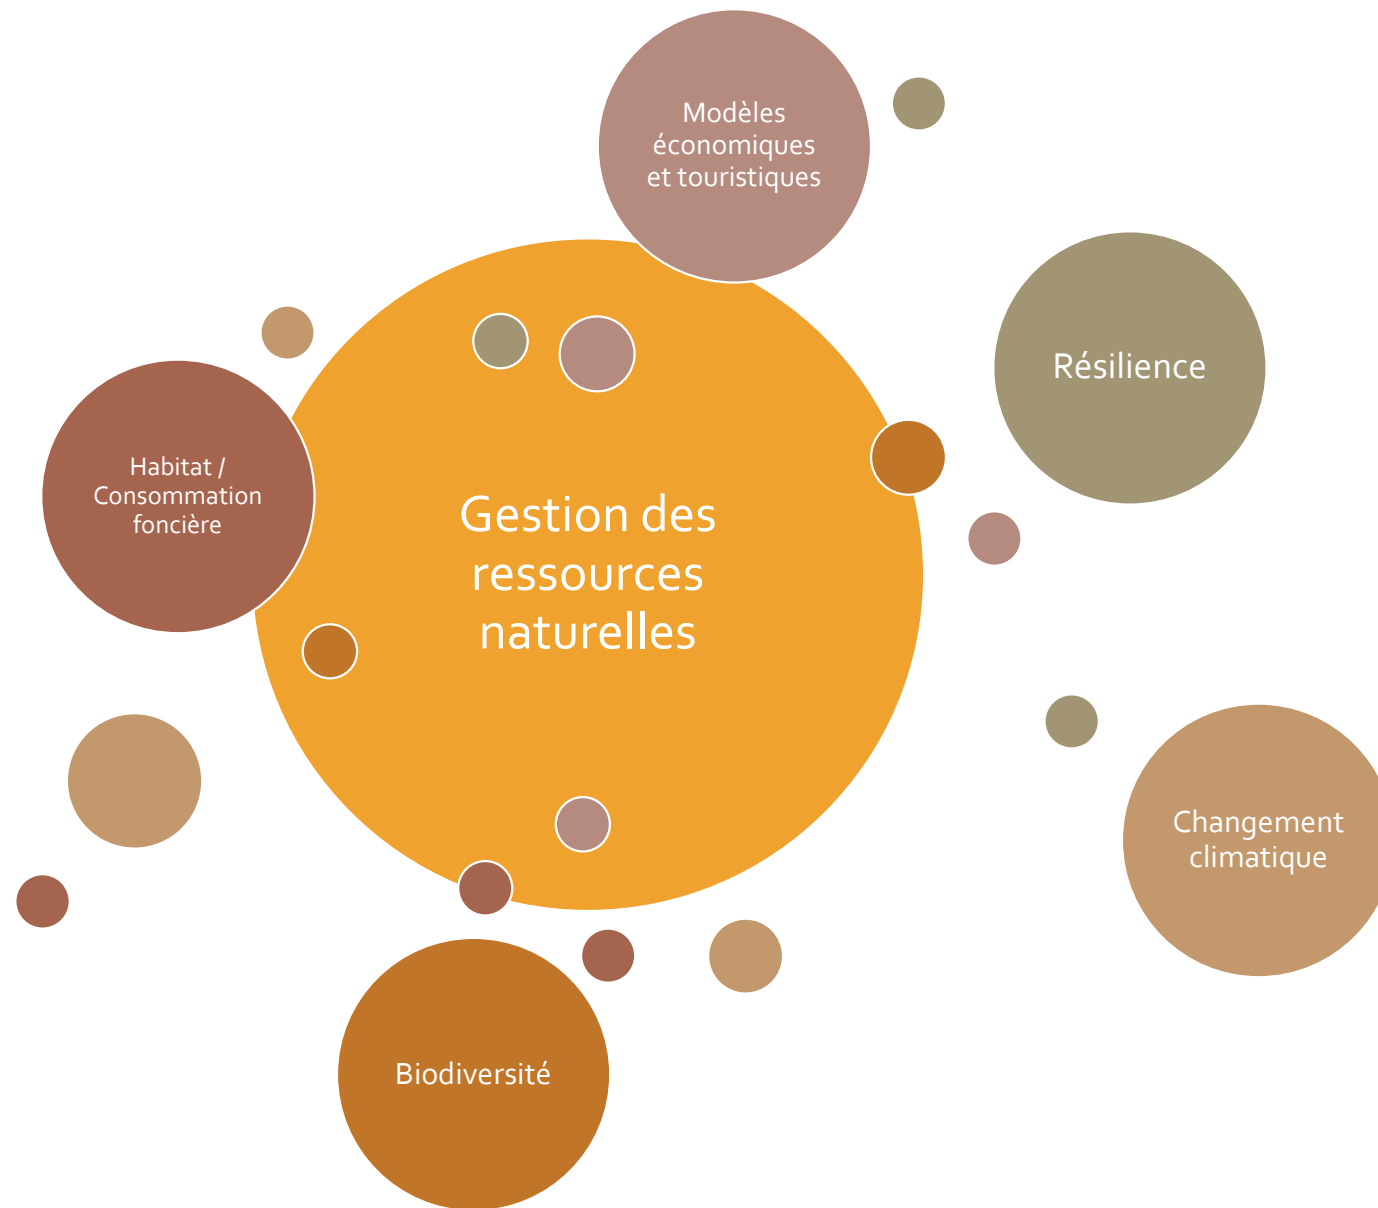 Modèles
économiques
et touristiques
Résilience
Habitat /
Consommation
foncière
Gestion des
ressources
naturelles
Changement
climatique
Biodiversité